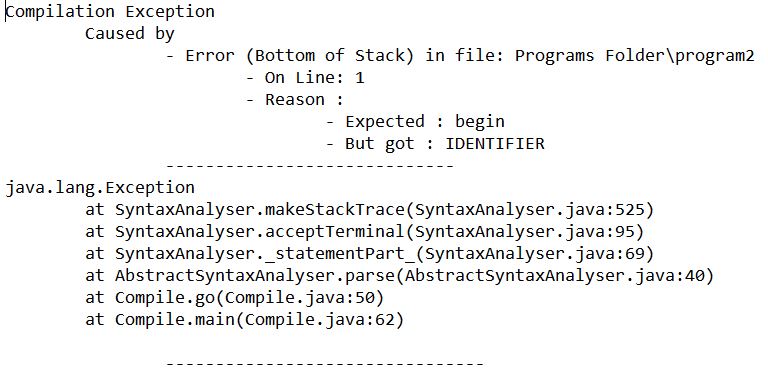 Compilation Exception
Caused by
- Error (Bottom of Stack) in file: Programs Folder\program2
- On Line: 1
- Reason :
- Expected : begin
- But got : IDENTIFIER
-----------------------------
java.lang.Exception
at SyntaxAnalyser.makeStackTrace(SyntaxAnalyser.java:525)
at SyntaxAnalyser.acceptTerminal(SyntaxAnalyser.java:95)
at SyntaxAnalyser._statementPart_(SyntaxAnalyser.java:69)
at AbstractSyntaxAnalyser.parse(AbstractSyntaxAnalyser.java:40)
at Compile.go(Compile.java:50)
at Compile.main(Compile.java:62)
--------------------------------